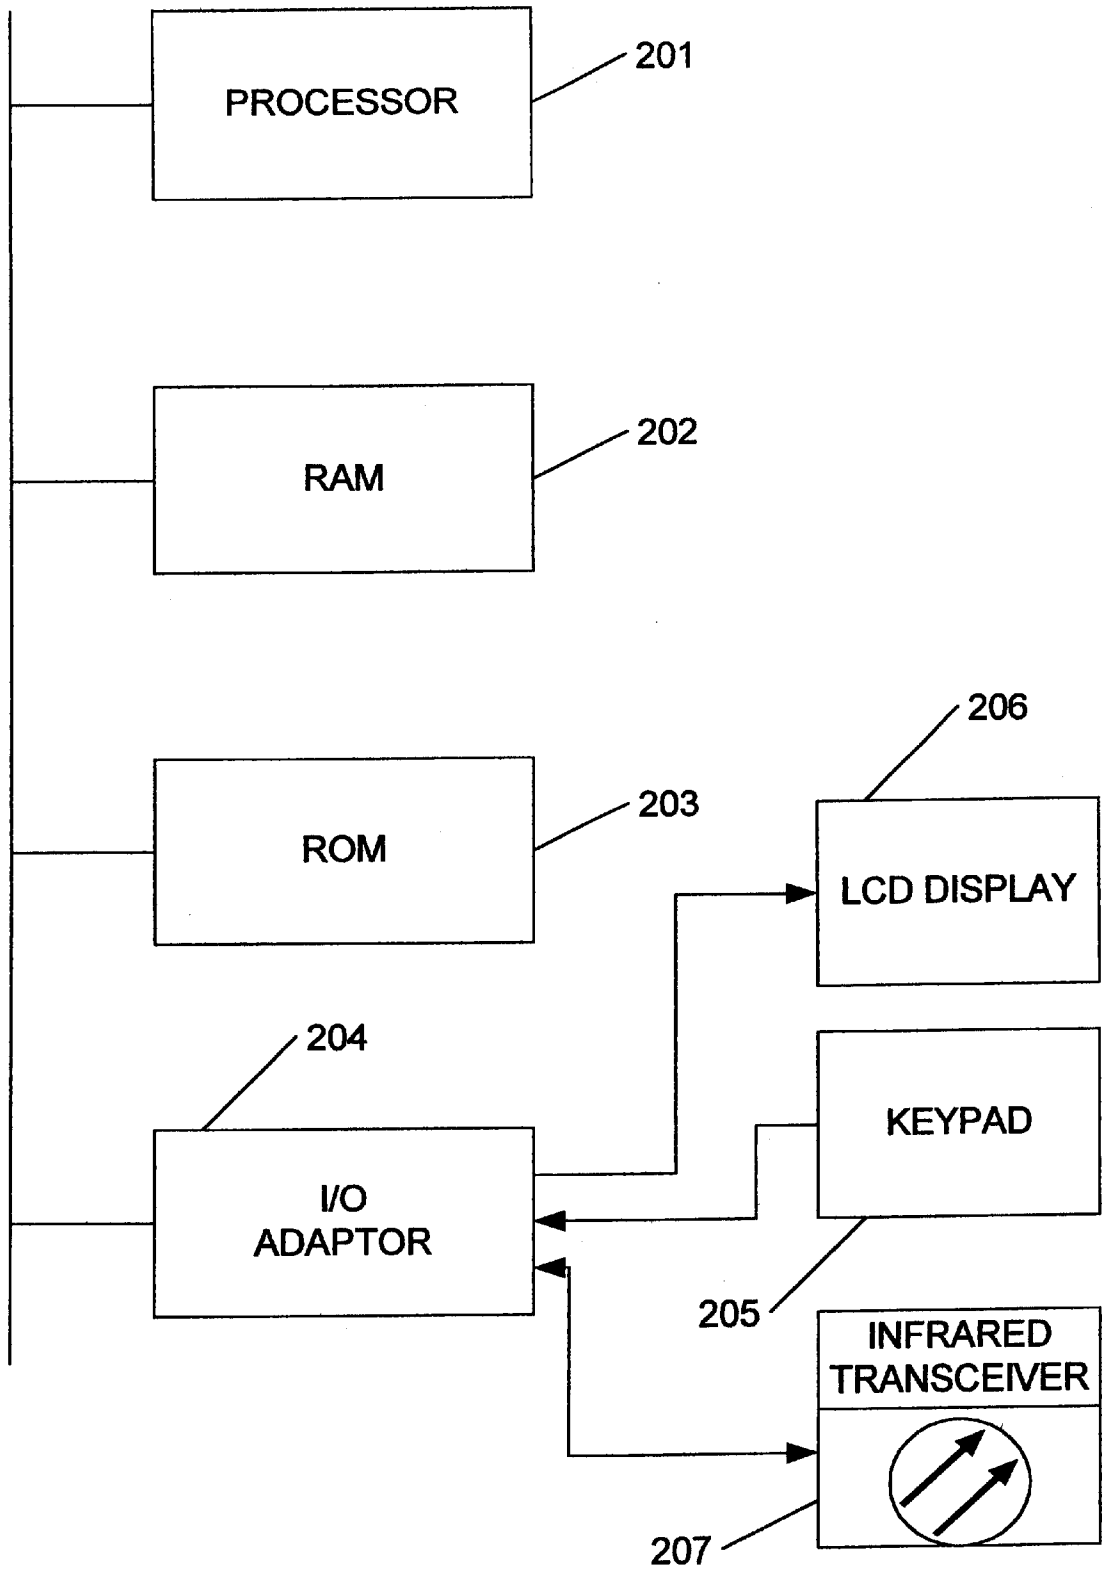 201
PROCESSOR
202
RAM
206
203
ROM
LCD DISPLAY
204
KEYPAD
I/O
ADAPTOR
205
INFRARED
TRANSCEIVER
207